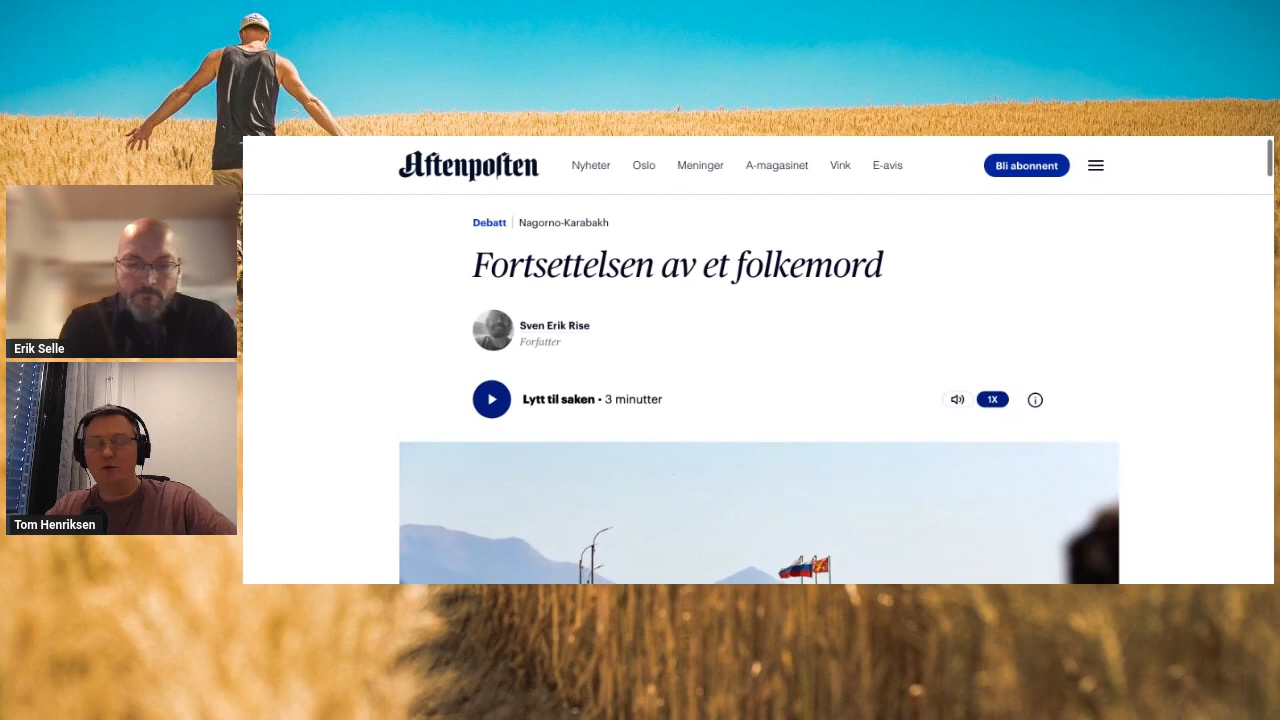 Aftenposten
Nyheter Oslo Meninger A-magasinet Vink E-avis Bli abonnent
Debatt Nagorno-Karabakh
Fortsettelsen av et folkemord
Sven Erik Rise
Forfatter
Lytt til saken • 3 minutter 1X
Erik Selle
Tom Henriksen